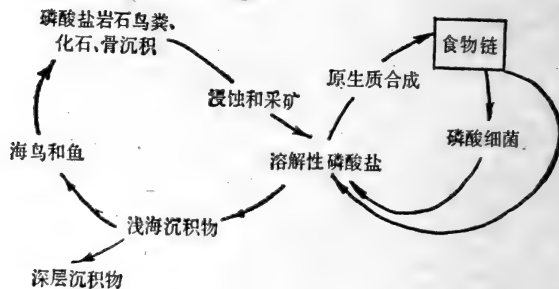 磷酸盐岩石鸟粪、
化石、骨沉积
食物链
原生质合成
浸蚀和采矿
磷酸细菌
海鸟和鱼
溶解性磷酸盐
浅海沉积物
深层沉积物